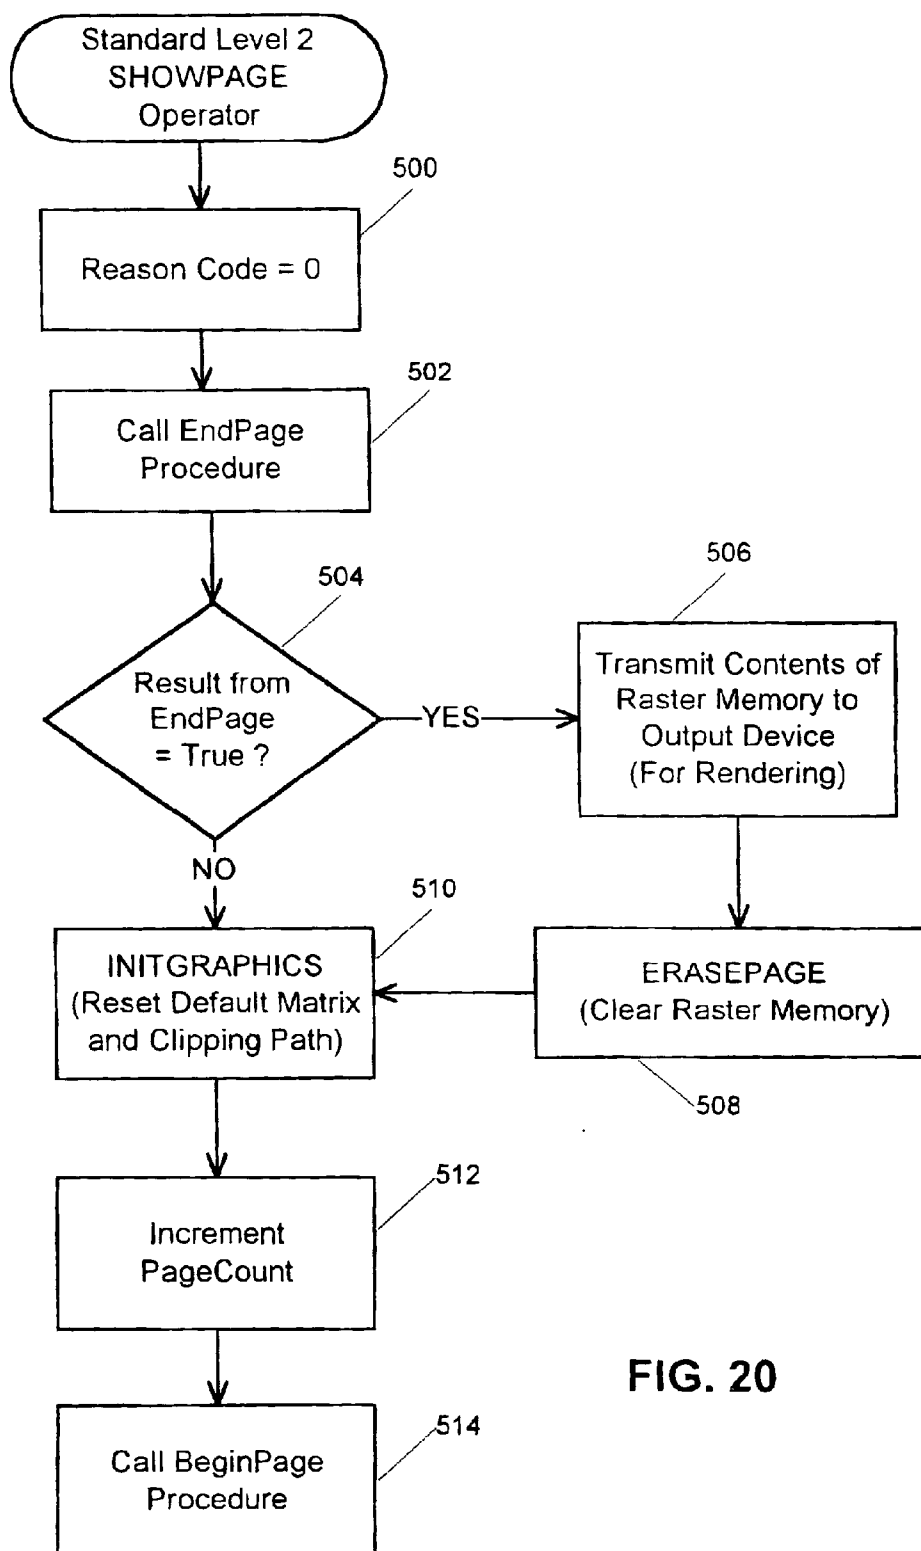 Standard Level 2
SHOWPAGE
Operator
500
Reason Code = 0
502
Call EndPage
Procedure
504
Result from
EndPage
= True ?
YES
506
Transmit Contents of
Raster Memory to
Output Device
(For Rendering)
NO
510
INITGRAPHICS
(Reset Default Matrix
and Clipping Path)
ERASEPAGE
(Clear Raster Memory)
508
512
Increment
PageCount
FIG. 20
514
Call BeginPage
Procedure